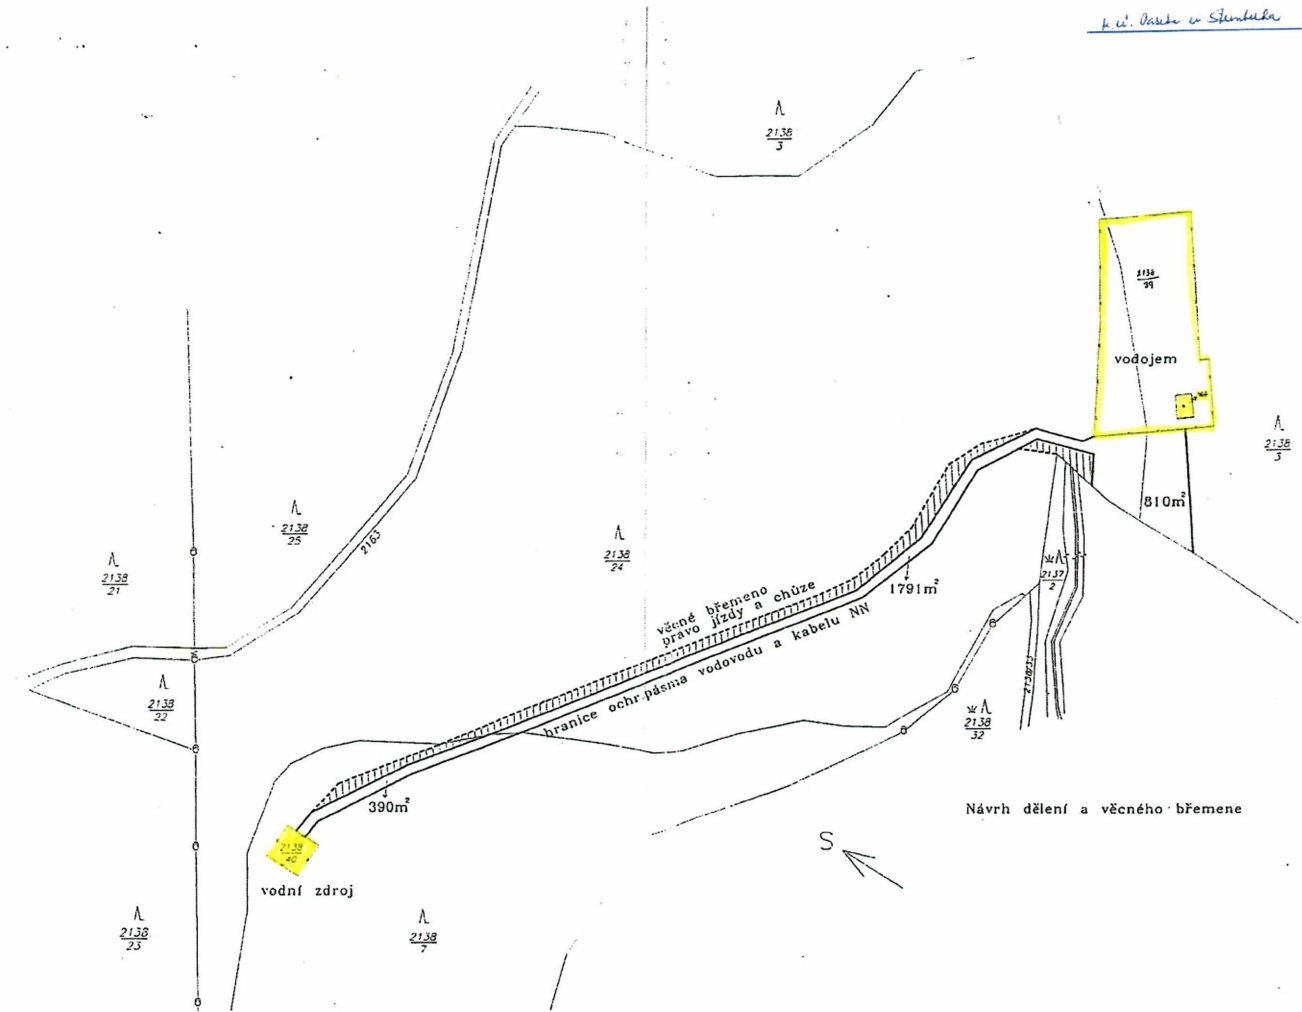 k.ú.
2138
3
2138
39
vodojem
2138
3
810m²
2138
25
2163
2138
24
2138
21
věcné břemeno
právo jízdy a chůze
1791m²
2137
2
hranice ochr.pásma vodovodu a kabelu NN
2138/33
2138
22
2138
32
390m²
Návrh dělení a věcného břemene
S
2138
40
vodní zdroj
2138
23
2138
7